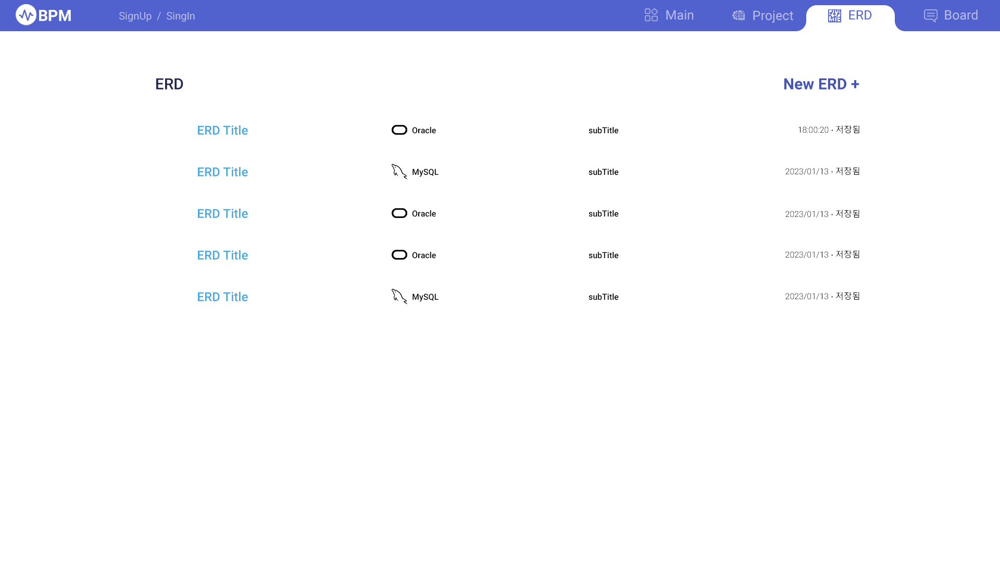 BPM SignUp / SingIn Main Project ERD Board
ERD New ERD +
ERD Title Oracle subTitle 18:00:20 · 저장됨
ERD Title MySQL subTitle 2023/01/13 · 저장됨
ERD Title Oracle subTitle 2023/01/13 · 저장됨
ERD Title Oracle subTitle 2023/01/13 · 저장됨
ERD Title MySQL subTitle 2023/01/13 · 저장됨